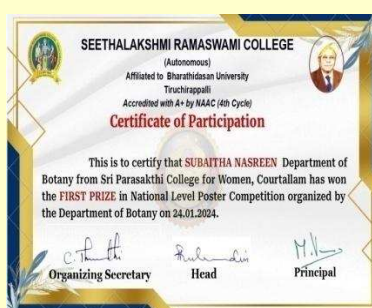 SEETHALAKSHMI RAMASWAMI COLLEGE
(Autonomous)
Affiliated to Bharathidasan University
Tiruchirappalli
Accredited with A+ by NAAC (4th Cycle)
Certificate of Participation
This is to certify that SUBAITHA NASREEN Department of
Botany from Sri Parasakthi College for Women, Courtallam has won
the FIRST PRIZE in National Level Poster Competition organized by
the Department of Botany on 24.01.2024.
Organizing Secretary Head Principal